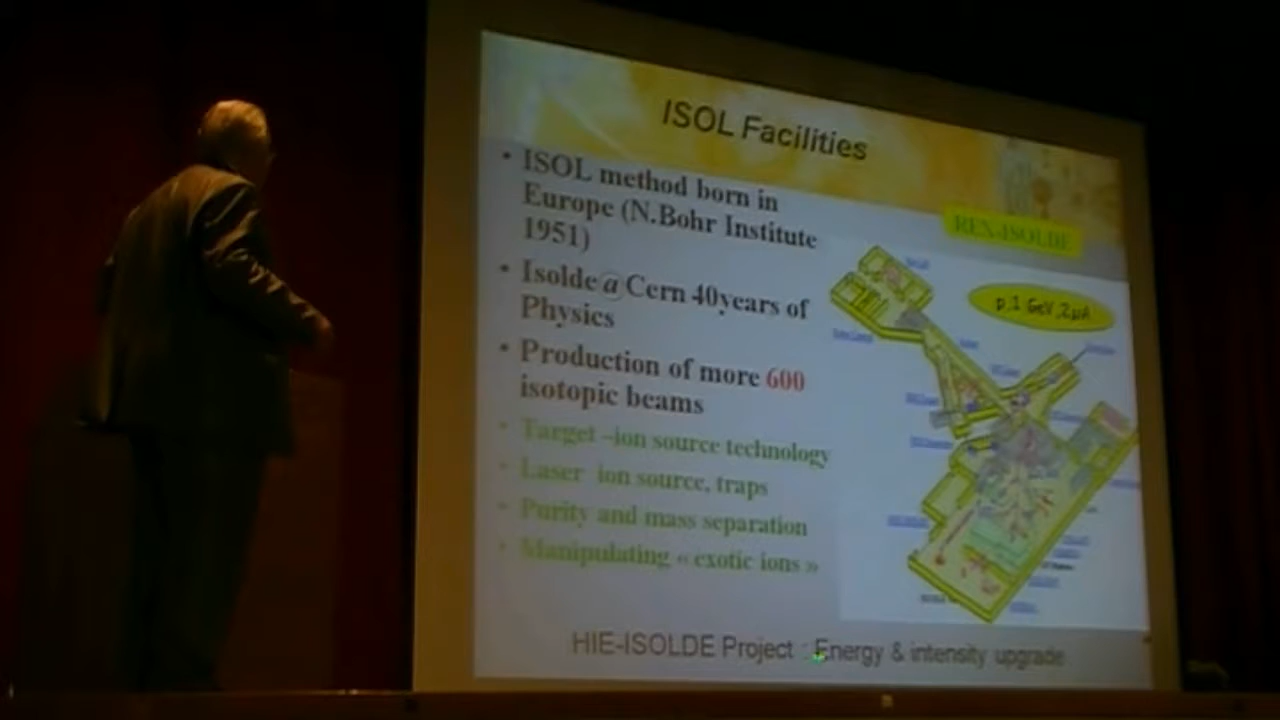 ISOL Facilities
• ISOL method born in
Europe (N.Bohr Institute
1951)
• Isolde @ Cern 40years of
Physics
• Production of more 600
isotopic beams
• Target –ion source technology
• Laser ion source, traps
• Purity and mass separation
• Manipulating « exotic ions »
REX-ISOLDE
p,1 GeV,2µA
HIE-ISOLDE Project : Energy & intensity upgrade